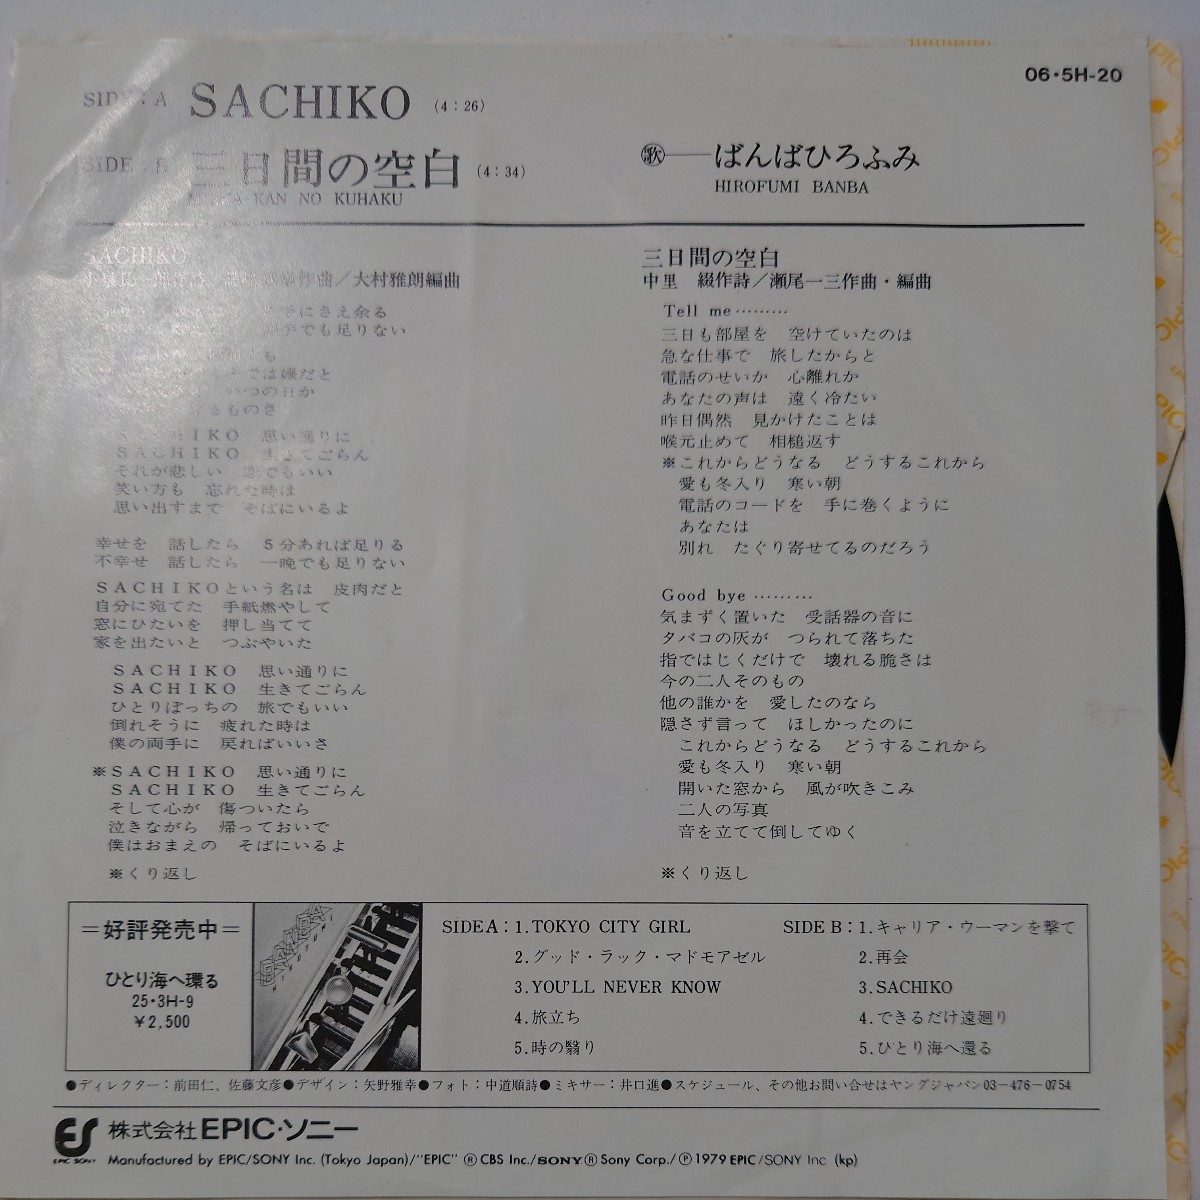 06・5H-20
SIDE:A SACHIKO (4:26)
SIDE:B 三日間の空白 (4:34)
KAN NO KUHAKU
歌──ばんばひろふみ
HIROFUMI BANBA
SACHIKO
作曲／大村雅朗編曲
にさえ余る
でも足りない
も
では嫌だと
つの日か
るものさ
SACHIKO 思い通りに
SACHIKO 生きてごらん
それが悲しい 恋でもいい
笑い方も 忘れた時は
思い出すまで そばにいるよ
幸せを 話したら 5分あれば足りる
不幸せ 話したら 一晩でも足りない
SACHIKOという名は 皮肉だと
自分に宛てた 手紙燃やして
窓にひたいを 押し当てて
家を出たいと つぶやいた
SACHIKO 思い通りに
SACHIKO 生きてごらん
ひとりぼっちの 旅でもいい
倒れそうに 疲れた時は
僕の両手に 戻ればいいさ
※SACHIKO 思い通りに
SACHIKO 生きてごらん
そして心が 傷ついたら
泣きながら 帰っておいで
僕はおまえの そばにいるよ
※くり返し
三日間の空白
中里 綴作詩／瀬尾一三作曲・編曲
Tell me………
三日も部屋を 空けていたのは
急な仕事で 旅したからと
電話のせいか 心離れか
あなたの声は 遠く冷たい
昨日偶然 見かけたことは
喉元止めて 相槌返す
※これからどうなる どうするこれから
愛も冬入り 寒い朝
電話のコードを 手に巻くように
あなたは
別れ たぐり寄せてるのだろう
Good bye………
気まずく置いた 受話器の音に
タバコの灰が つられて落ちた
指ではじくだけで 壊れる脆さは
今の二人そのもの
他の誰かを 愛したのなら
隠さず言って ほしかったのに
これからどうなる どうするこれから
愛も冬入り 寒い朝
開いた窓から 風が吹きこみ
二人の写真
音を立てて倒してゆく
※くり返し
＝好評発売中＝
ひとり海へ環る
25・3H-9
¥2,500
SIDE A：1.TOKYO CITY GIRL
2.グッド・ラック・マドモアゼル
3.YOU'LL NEVER KNOW
4.旅立ち
5.時の翳り
SIDE B：1.キャリア・ウーマンを撃て
2.再会
3.SACHIKO
4.できるだけ遠廻り
5.ひとり海へ還る
●ディレクター：前田仁、佐藤文彦●デザイン：矢野雅幸●フォト：中道順詩●ミキサー：井口進●スケジュール、その他お問い合せはヤングジャパン03-476-0754
ES EPIC SONY 株式会社EPIC・ソニー
Manufactured by EPIC/SONY Inc. (Tokyo Japan)/"EPIC" ® CBS Inc./SONY ® Sony Corp./Ⓟ 1979 EPIC/SONY Inc (kp)